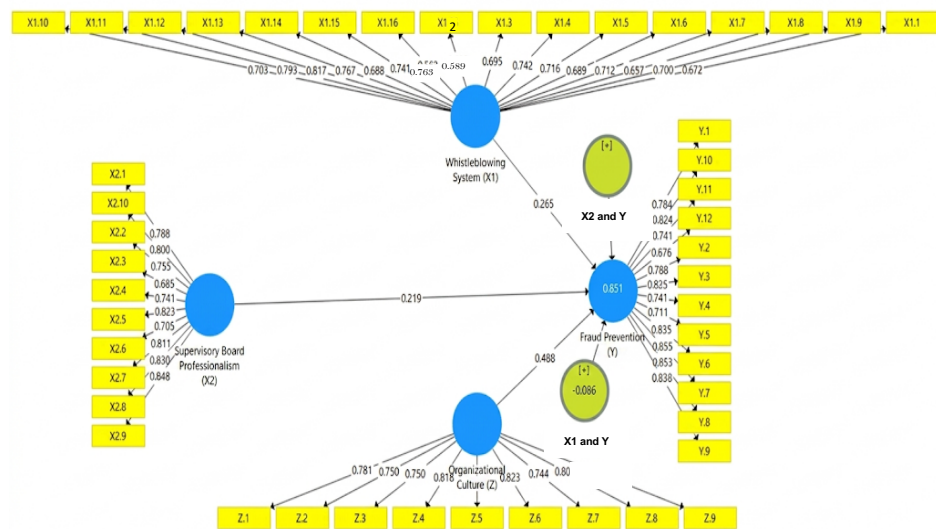 X1.10 X1.11 X1.12 X1.13 X1.14 X1.15 X1.16 X1 2 X1.3 X1.4 X1.5 X1.6 X1.7 X1.8 X1.9 X1.1
0.703 0.793 0.817 0.767 0.688 0.741 0.763 0.589 0.695 0.742 0.716 0.689 0.712 0.657 0.700 0.672
Whistleblowing
System (X1)
[+]
X2 and Y
0.265
X2.1
X2.10
X2.2
X2.3
X2.4
X2.5
X2.6
X2.7
X2.8
X2.9
0.788
0.800
0.755
0.685
0.741
0.823
0.705
0.811
0.830
0.848
Supervisory Board
Professionalism
(X2)
0.219
0.851
Fraud Prevention
(Y)
0.784
0.824
0.741
0.676
0.788
0.825
0.741
0.711
0.835
0.855
0.853
0.838
Y.1
Y.10
Y.11
Y.12
Y.2
Y.3
Y.4
Y.5
Y.6
Y.7
Y.8
Y.9
0.488
[+]
-0.086
X1 and Y
Organizational
Culture (Z)
0.781 0.750 0.750 0.818 0.823 0.744 0.80
Z.1 Z.2 Z.3 Z.4 Z.5 Z.6 Z.7 Z.8 Z.9